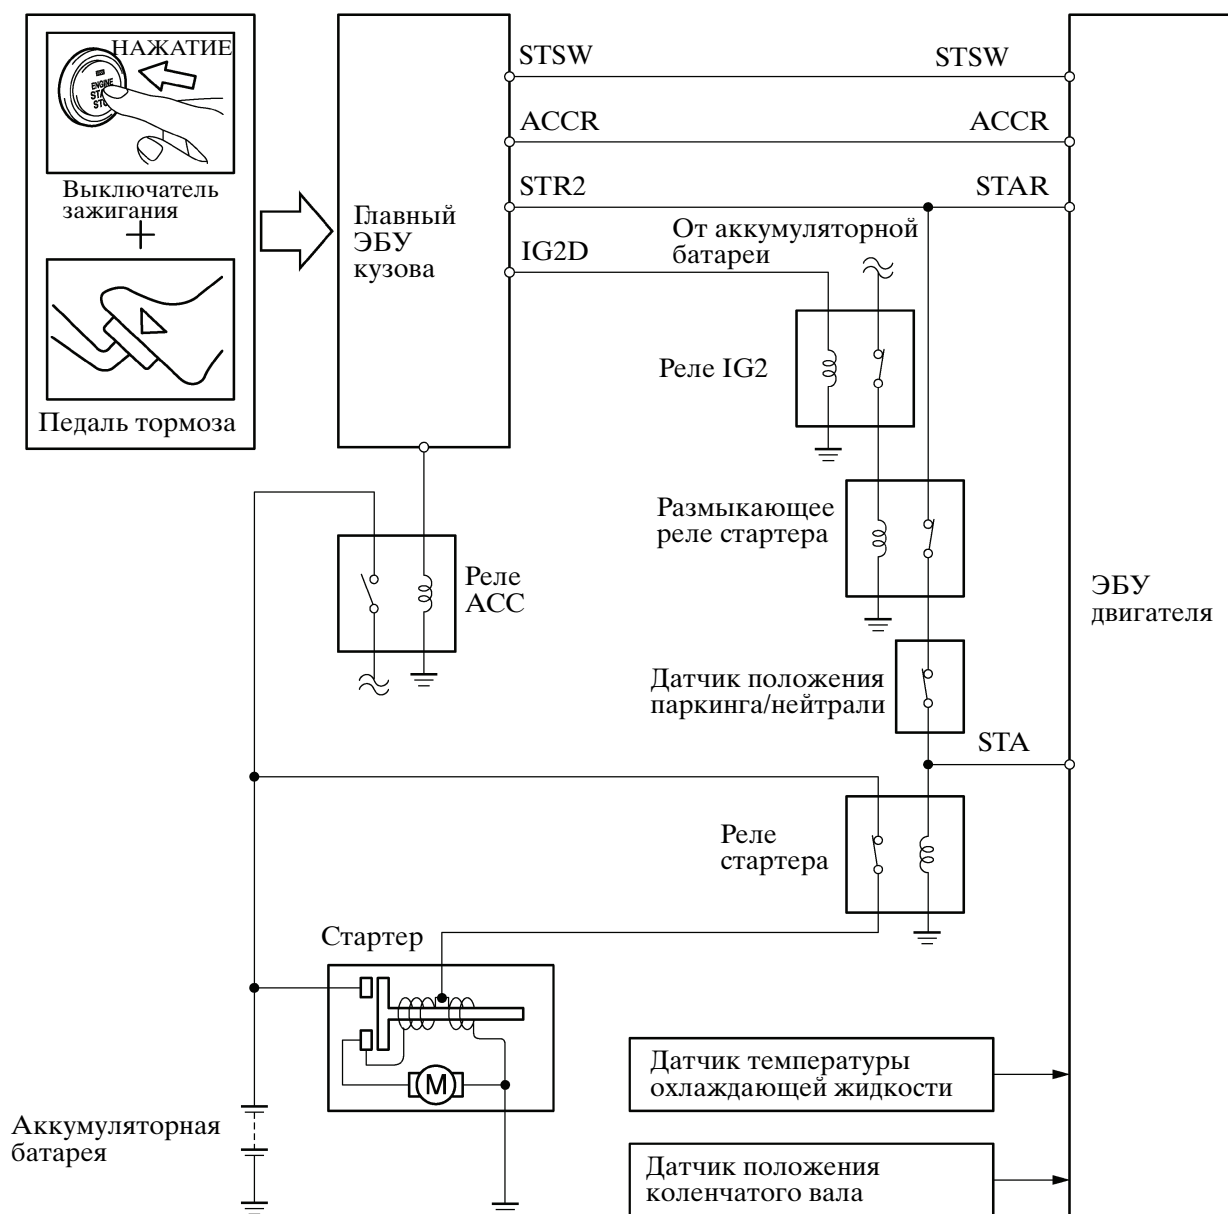 НАЖАТИЕ
ENGINE
Выключатель
зажигания
+
Педаль тормоза
Главный
ЭБУ
кузова
STSW
STSW
ACCR
ACCR
STR2
STAR
IG2D
От аккумуляторной
батареи
Реле IG2
Размыкающее
реле стартера
Реле
ACC
ЭБУ
двигателя
Датчик положения
паркинга/нейтрали
STA
Реле
стартера
Стартер
M
Датчик температуры
охлаждающей жидкости
Аккумуляторная
батарея
Датчик положения
коленчатого вала